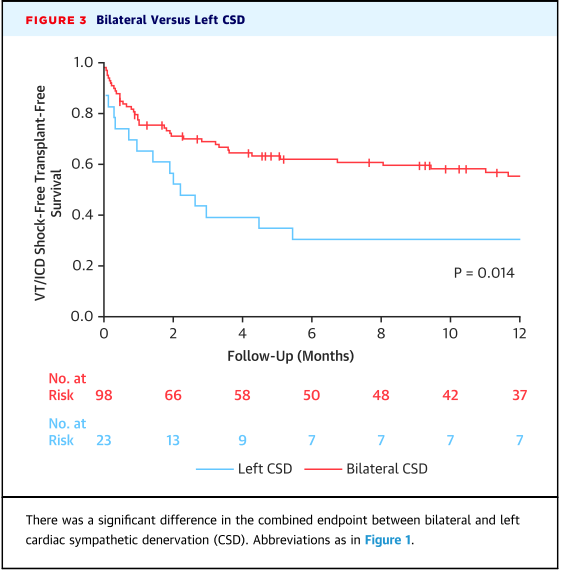 FIGURE 3 Bilateral Versus Left CSD
VT/ICD Shock-Free Transplant-Free
Survival
1.0
0.8
0.6
0.4
0.2
0.0
P = 0.014
0 2 4 6 8 10 12
Follow-Up (Months)
No. at
Risk 98 66 58 50 48 42 37
No. at
Risk 23 13 9 7 7 7 7
Left CSD Bilateral CSD
There was a significant difference in the combined endpoint between bilateral and left
cardiac sympathetic denervation (CSD). Abbreviations as in Figure 1.